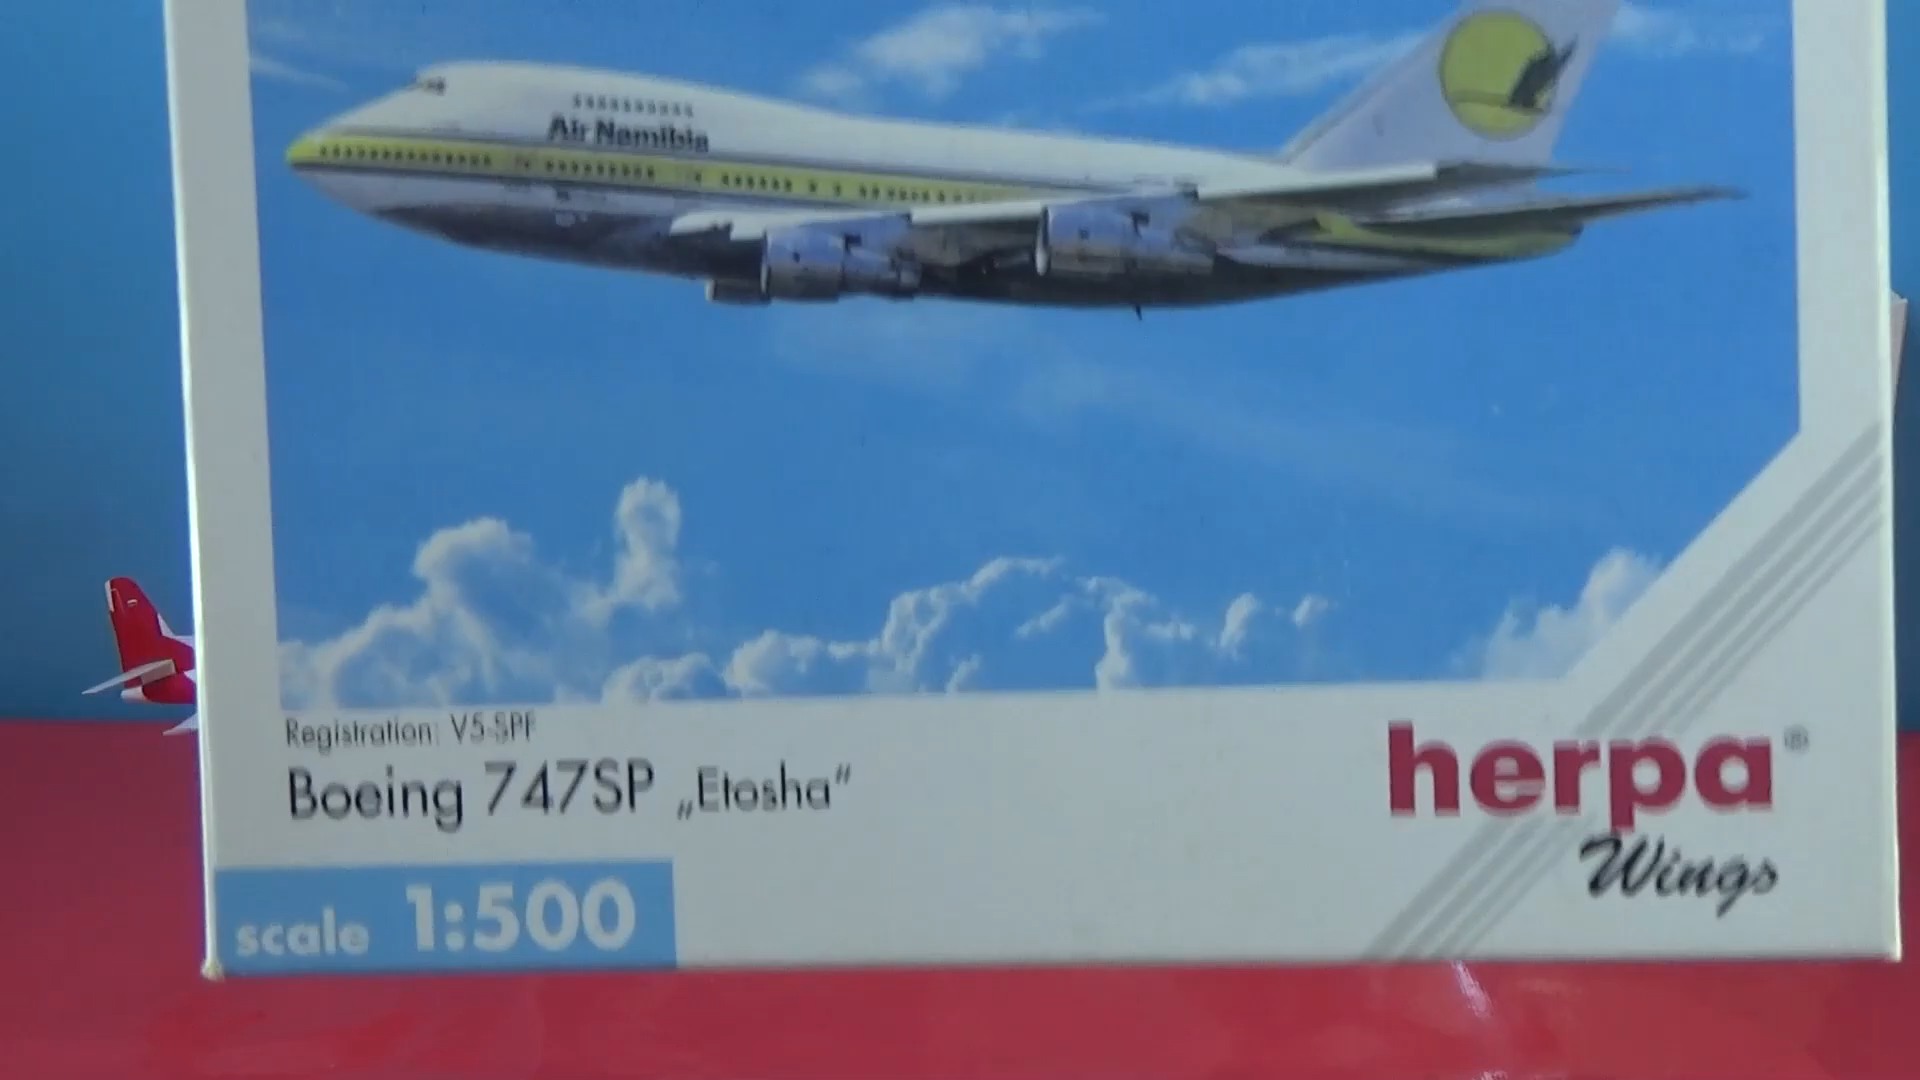 Air Namibia
Registration: V5-SPF
Boeing 747SP „Etosha“
herpa®
Wings
scale 1:500